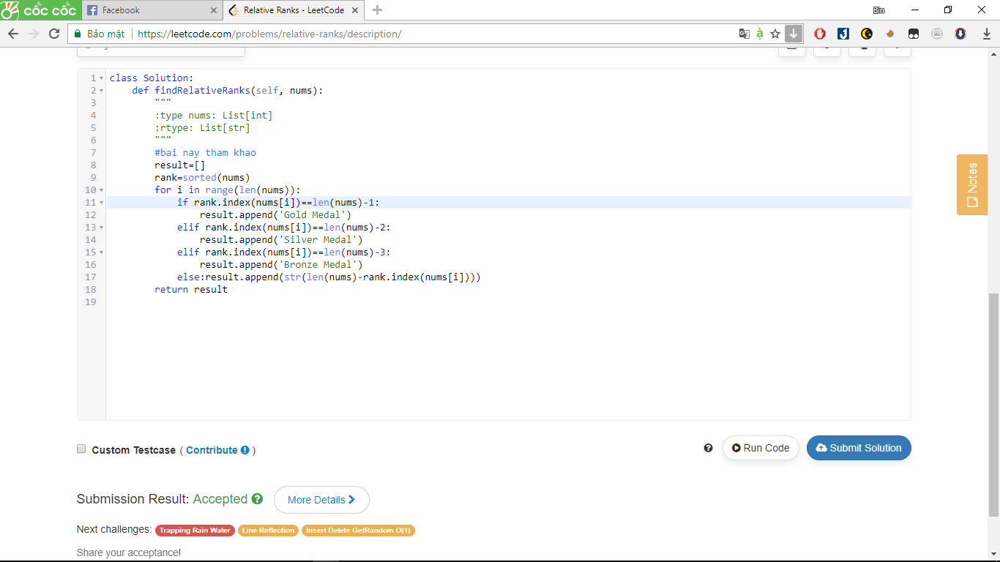 cốc cốc
Facebook
Relative Ranks - LeetCode
Bin
Bảo mật
https://leetcode.com/problems/relative-ranks/description/
1 class Solution:
2 def findRelativeRanks(self, nums):
3 """
4 :type nums: List[int]
5 :rtype: List[str]
6 """
7 #bai nay tham khao
8 result=[]
9 rank=sorted(nums)
10 for i in range(len(nums)):
11 if rank.index(nums[i])==len(nums)-1:
12 result.append('Gold Medal')
13 elif rank.index(nums[i])==len(nums)-2:
14 result.append('Silver Medal')
15 elif rank.index(nums[i])==len(nums)-3:
16 result.append('Bronze Medal')
17 else:result.append(str(len(nums)-rank.index(nums[i])))
18 return result
19
Notes
Custom Testcase ( Contribute )
Run Code
Submit Solution
Submission Result: Accepted
More Details
Next challenges: Trapping Rain Water Line Reflection Insert Delete GetRandom O(1)
Share your acceptance!